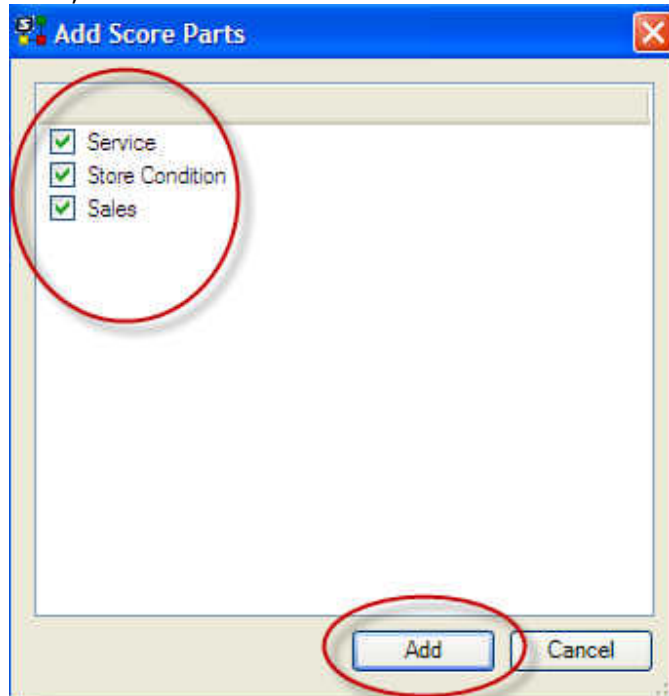 Add Score Parts
Service
Store Condition
Sales
Add
Cancel